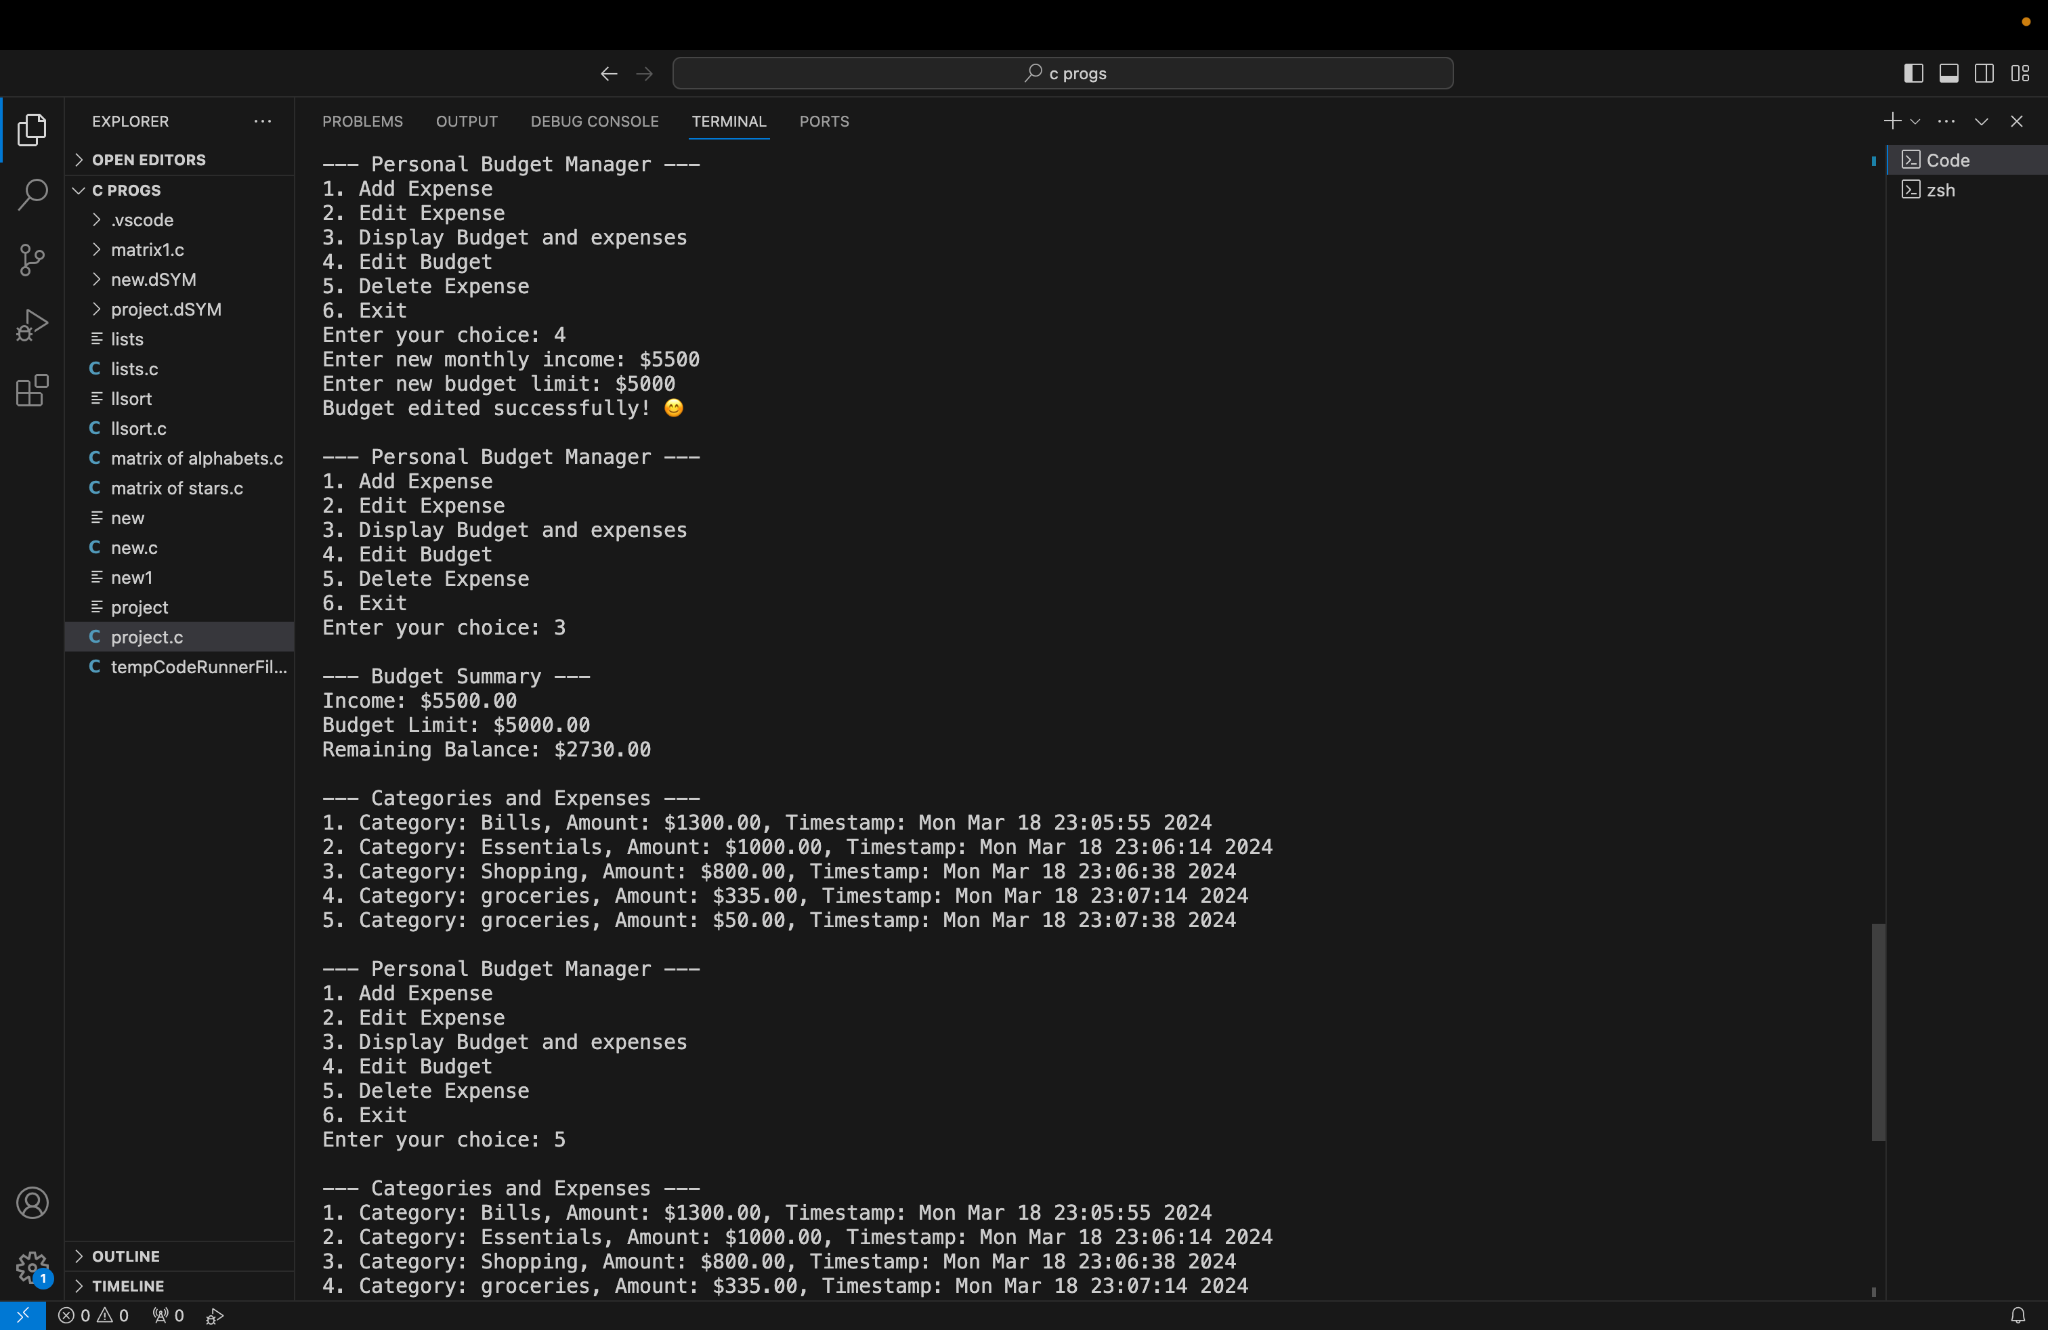 c progs
EXPLORER
PROBLEMS OUTPUT DEBUG CONSOLE TERMINAL PORTS
OPEN EDITORS
C PROGS
.vscode
matrix1.c
new.dSYM
project.dSYM
lists
C lists.c
llsort
C llsort.c
C matrix of alphabets.c
C matrix of stars.c
new
C new.c
new1
project
C project.c
C tempCodeRunnerFil...
OUTLINE
TIMELINE
--- Personal Budget Manager ---
1. Add Expense
2. Edit Expense
3. Display Budget and expenses
4. Edit Budget
5. Delete Expense
6. Exit
Enter your choice: 4
Enter new monthly income: $5500
Enter new budget limit: $5000
Budget edited successfully! 😊
--- Personal Budget Manager ---
1. Add Expense
2. Edit Expense
3. Display Budget and expenses
4. Edit Budget
5. Delete Expense
6. Exit
Enter your choice: 3
--- Budget Summary ---
Income: $5500.00
Budget Limit: $5000.00
Remaining Balance: $2730.00
--- Categories and Expenses ---
1. Category: Bills, Amount: $1300.00, Timestamp: Mon Mar 18 23:05:55 2024
2. Category: Essentials, Amount: $1000.00, Timestamp: Mon Mar 18 23:06:14 2024
3. Category: Shopping, Amount: $800.00, Timestamp: Mon Mar 18 23:06:38 2024
4. Category: groceries, Amount: $335.00, Timestamp: Mon Mar 18 23:07:14 2024
5. Category: groceries, Amount: $50.00, Timestamp: Mon Mar 18 23:07:38 2024
--- Personal Budget Manager ---
1. Add Expense
2. Edit Expense
3. Display Budget and expenses
4. Edit Budget
5. Delete Expense
6. Exit
Enter your choice: 5
--- Categories and Expenses ---
1. Category: Bills, Amount: $1300.00, Timestamp: Mon Mar 18 23:05:55 2024
2. Category: Essentials, Amount: $1000.00, Timestamp: Mon Mar 18 23:06:14 2024
3. Category: Shopping, Amount: $800.00, Timestamp: Mon Mar 18 23:06:38 2024
4. Category: groceries, Amount: $335.00, Timestamp: Mon Mar 18 23:07:14 2024
Code
zsh
1
0 0 0